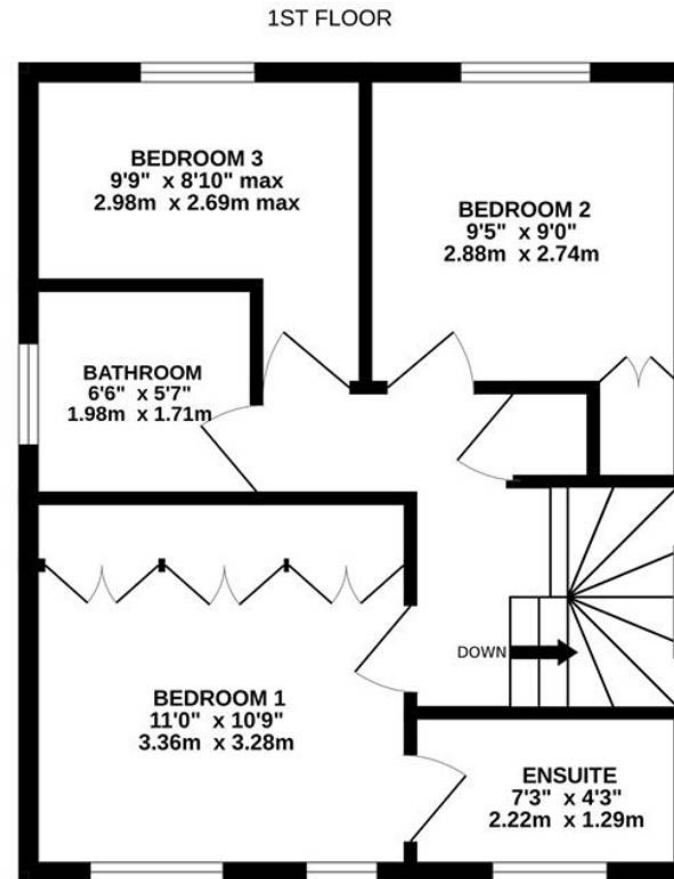 1ST FLOOR
BEDROOM 3
9'9" x 8'10" max
2.98m x 2.69m max
BEDROOM 2
9'5" x 9'0"
2.88m x 2.74m
BATHROOM
6'6" x 5'7"
1.98m x 1.71m
DOWN
BEDROOM 1
11'0" x 10'9"
3.36m x 3.28m
ENSUITE
7'3" x 4'3"
2.22m x 1.29m